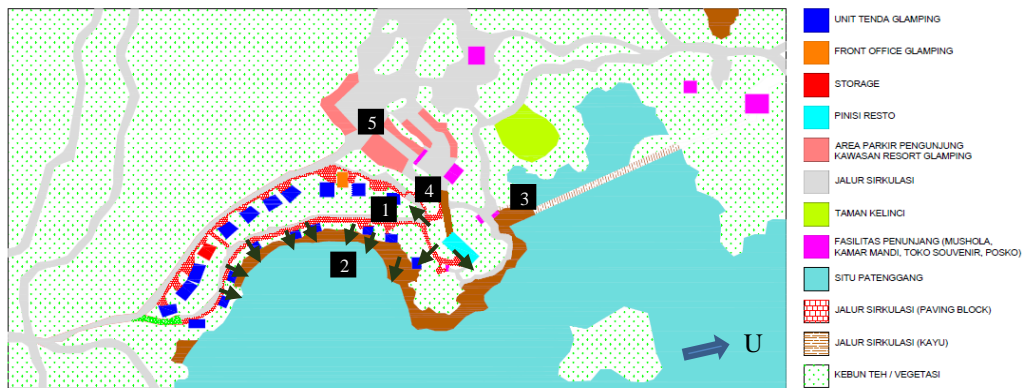 5
4
1
3
2
U
UNIT TENDA GLAMPING
FRONT OFFICE GLAMPING
STORAGE
PINISI RESTO
AREA PARKIR PENGUNJUNG
KAWASAN RESORT GLAMPING
JALUR SIRKULASI
TAMAN KELINCI
FASILITAS PENUNJANG (MUSHOLA,
KAMAR MANDI, TOKO SOUVENIR, POSKO)
SITU PATENGGANG
JALUR SIRKULASI (PAVING BLOCK)
JALUR SIRKULASI (KAYU)
KEBUN TEH / VEGETASI